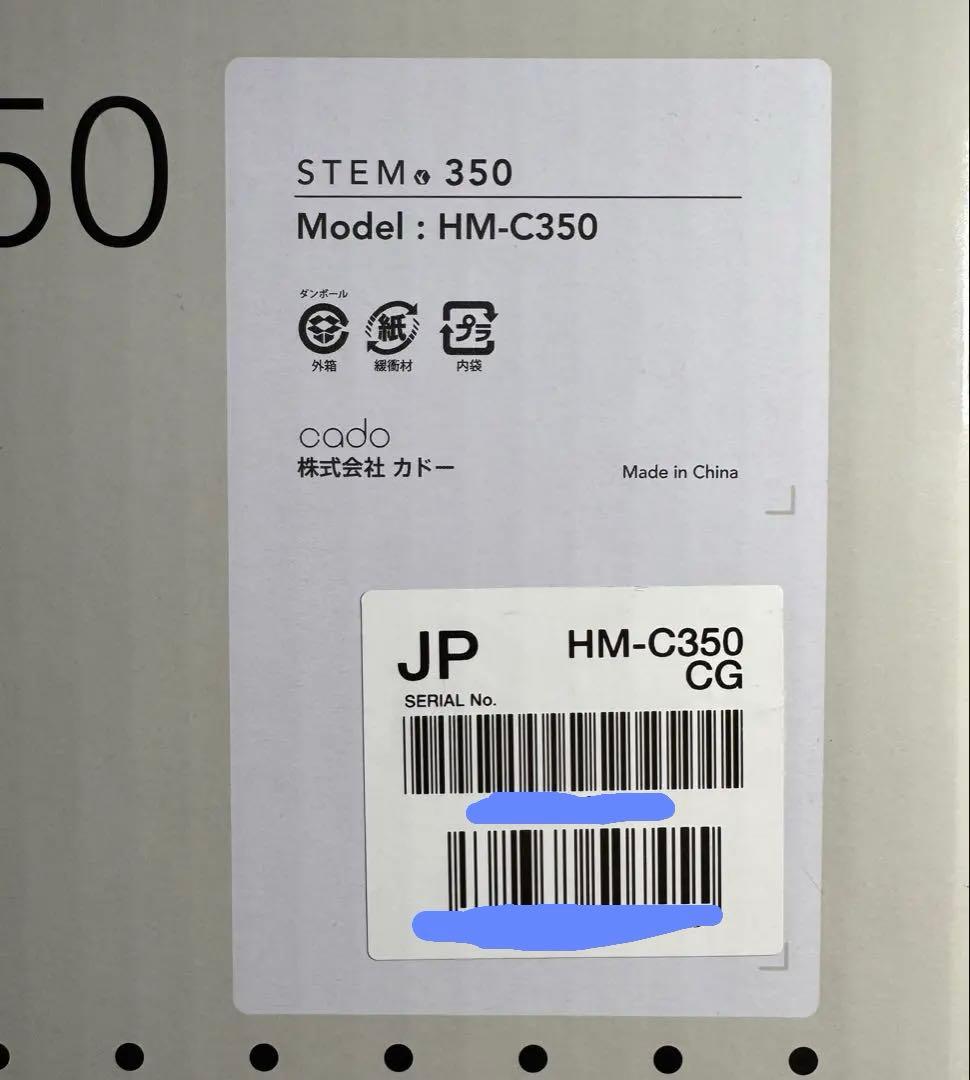 50
STEM 350
Model : HM-C350
ダンボール
紙
プラ
外箱 緩衝材 内袋
cado
株式会社 カドー
Made in China
JP
HM-C350
CG
SERIAL No.